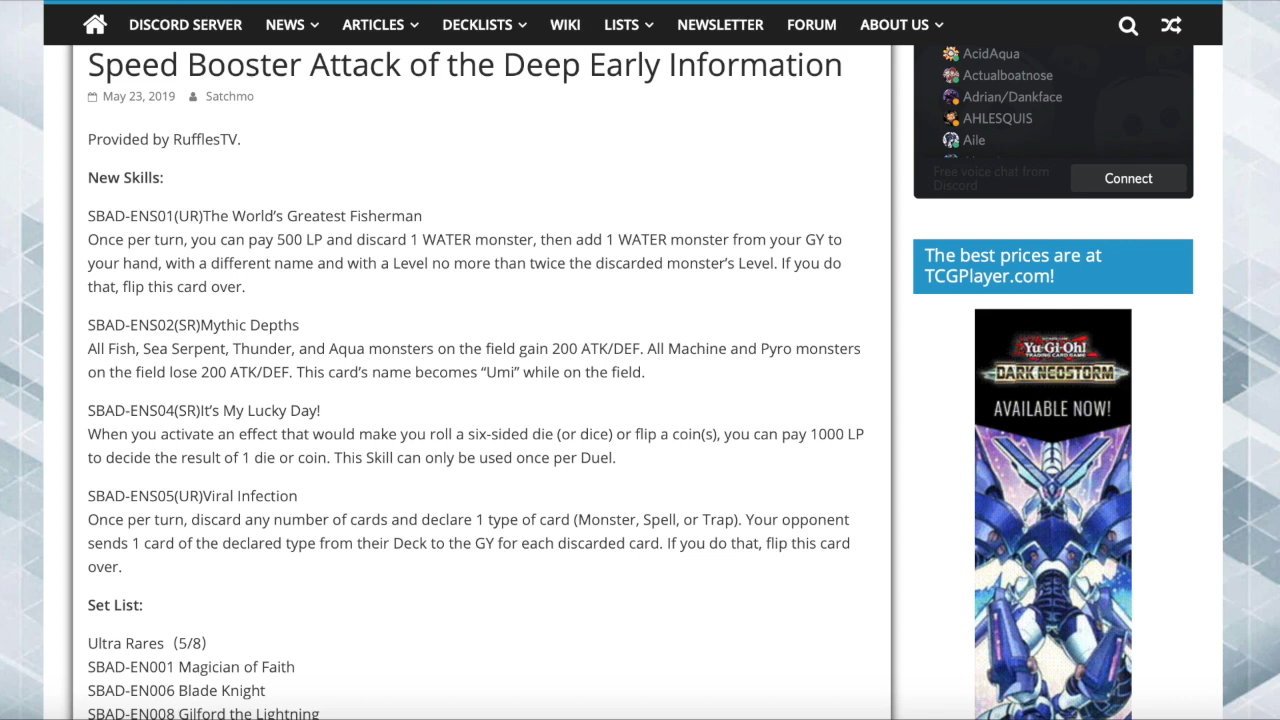 DISCORD SERVER NEWS ARTICLES DECKLISTS WIKI LISTS NEWSLETTER FORUM ABOUT US
Speed Booster Attack of the Deep Early Information
May 23, 2019 Satchmo
Provided by RufflesTV.
New Skills:
SBAD-ENS01(UR)The World’s Greatest Fisherman
Once per turn, you can pay 500 LP and discard 1 WATER monster, then add 1 WATER monster from your GY to
your hand, with a different name and with a Level no more than twice the discarded monster’s Level. If you do
that, flip this card over.
SBAD-ENS02(SR)Mythic Depths
All Fish, Sea Serpent, Thunder, and Aqua monsters on the field gain 200 ATK/DEF. All Machine and Pyro monsters
on the field lose 200 ATK/DEF. This card’s name becomes “Umi” while on the field.
SBAD-ENS04(SR)It’s My Lucky Day!
When you activate an effect that would make you roll a six-sided die (or dice) or flip a coin(s), you can pay 1000 LP
to decide the result of 1 die or coin. This Skill can only be used once per Duel.
SBAD-ENS05(UR)Viral Infection
Once per turn, discard any number of cards and declare 1 type of card (Monster, Spell, or Trap). Your opponent
sends 1 card of the declared type from their Deck to the GY for each discarded card. If you do that, flip this card
over.
Set List:
Ultra Rares（5/8）
SBAD-EN001 Magician of Faith
SBAD-EN006 Blade Knight
SBAD-EN008 Gilford the Lightning
AcidAqua
Actualboatnose
Adrian/Dankface
AHLESQUIS
Aile
Free voice chat from
Discord
Connect
The best prices are at
TCGPlayer.com!
Yu-Gi-Oh!
TRADING CARD GAME
DARK NEOSTORM
AVAILABLE NOW!